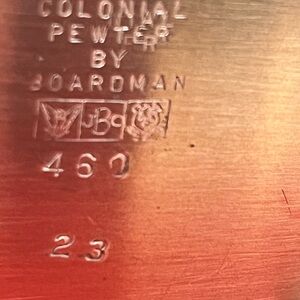 COLONIAL
PEWTER
BY
BOARDMAN
460
23